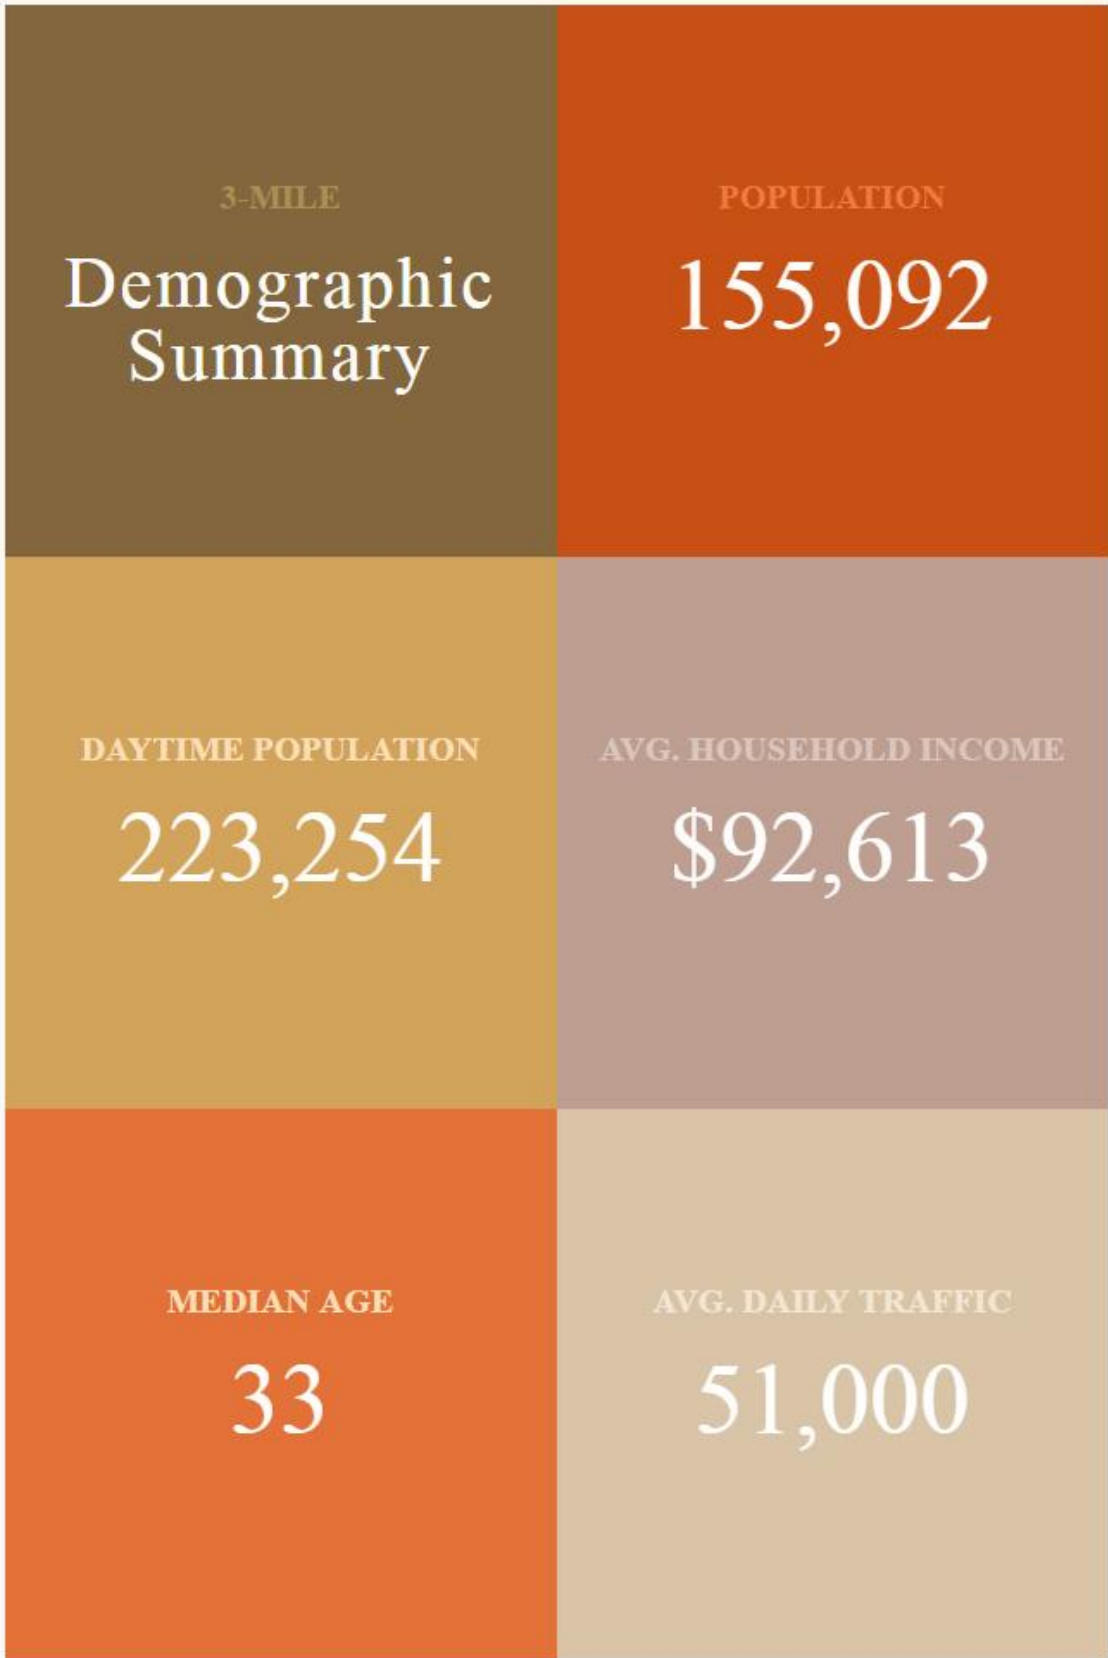 3-MILE
Demographic
Summary
POPULATION
155,092
DAYTIME POPULATION
223,254
AVG. HOUSEHOLD INCOME
$92,613
MEDIAN AGE
33
AVG. DAILY TRAFFIC
51,000